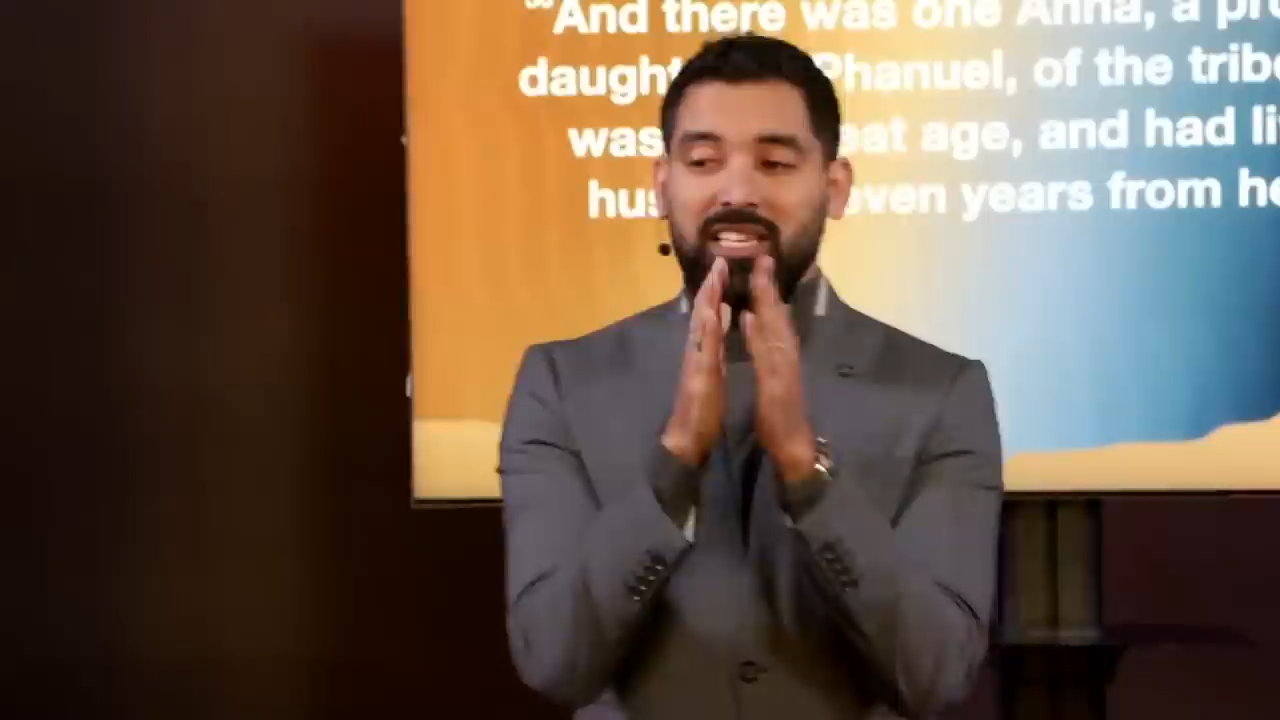 "And there was one Anna, a pro
daught Phanuel, of the tribe
was eat age, and had li
hus even years from he